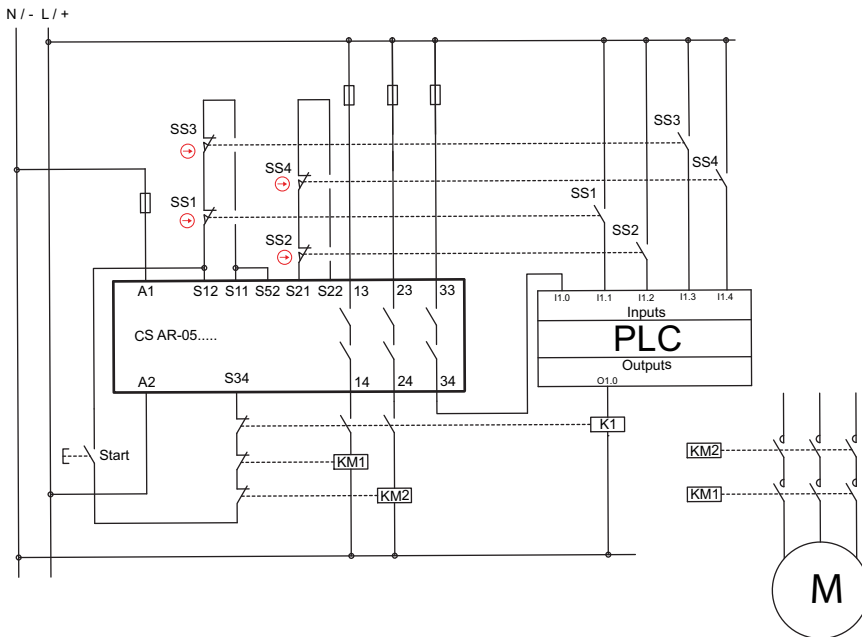 N / - L / +
SS3
SS3
SS4
SS4
SS1
SS1
SS2
SS2
A1 S12 S11 S52 S21 S22 13 23 33
I1.0 I1.1 I1.2 I1.3 I1.4
Inputs
CS AR-05.....
PLC
Outputs
A2 S34 14 24 34
O1.0
K1
Start
KM1
KM2
KM2
KM1
M